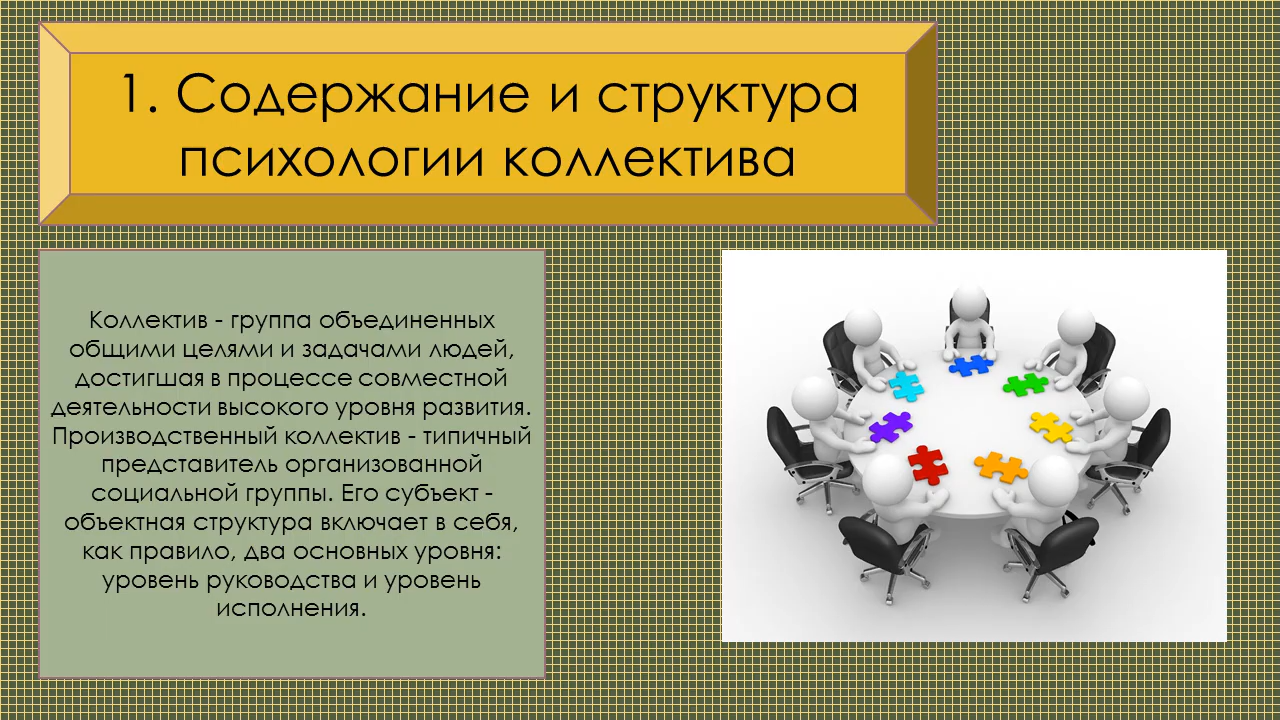 1. Содержание и структура
психологии коллектива
Коллектив - группа объединенных
общими целями и задачами людей,
достигшая в процессе совместной
деятельности высокого уровня развития.
Производственный коллектив - типичный
представитель организованной
социальной группы. Его субъект -
объектная структура включает в себя,
как правило, два основных уровня:
уровень руководства и уровень
исполнения.